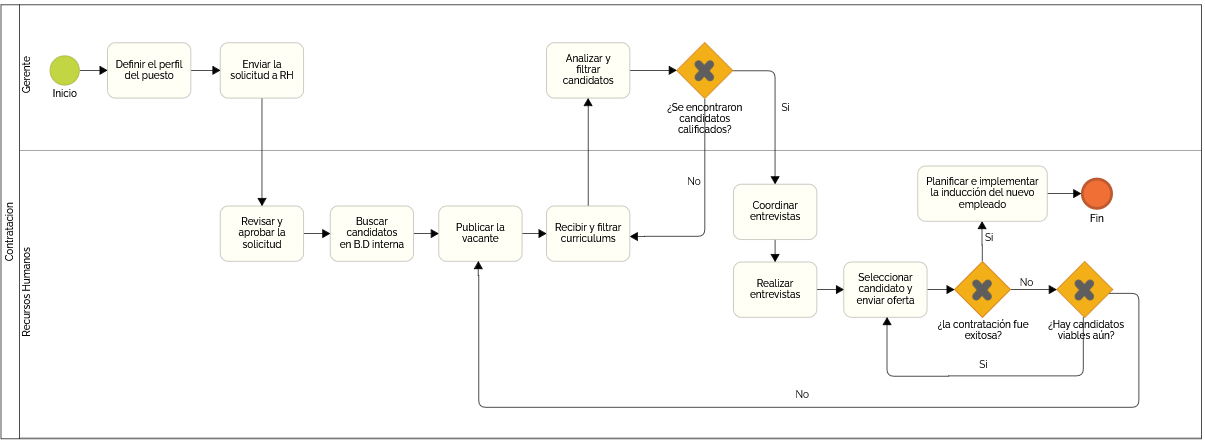 Contratacion
Gerente
Inicio
Definir el perfil
del puesto
Enviar la
solicitud a RH
Analizar y
filtrar
candidatos
¿Se encontraron
candidatos
calificados?
Si
No
Recursos Humanos
Revisar y
aprobar la
solicitud
Buscar
candidatos
en B.D interna
Publicar la
vacante
Recibir y filtrar
curriculums
Coordinar
entrevistas
Realizar
entrevistas
Seleccionar
candidato y
enviar oferta
¿la contratación fue
exitosa?
Si
Planificar e implementar
la inducción del nuevo
empleado
Fin
No
¿Hay candidatos
viables aún?
Si
No